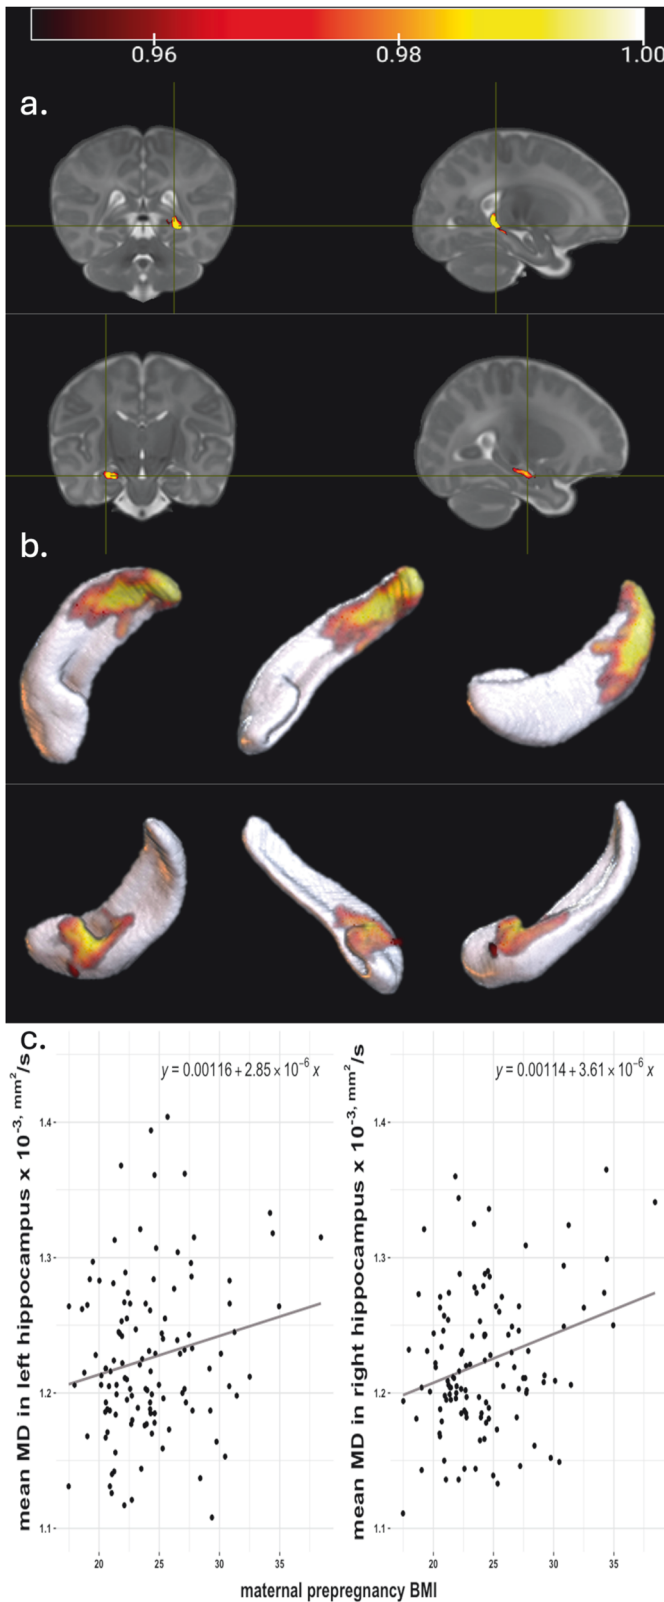 0.96 0.98 1.00
a.
b.
c.
mean MD in left hippocampus x 10⁻³, mm²/s
y = 0.00116 + 2.85 × 10⁻⁶ x
1.4
1.3
1.2
1.1
20 25 30 35
mean MD in right hippocampus x 10⁻³, mm²/s
y = 0.00114 + 3.61 × 10⁻⁶ x
1.4
1.3
1.2
1.1
20 25 30 35
maternal prepregnancy BMI